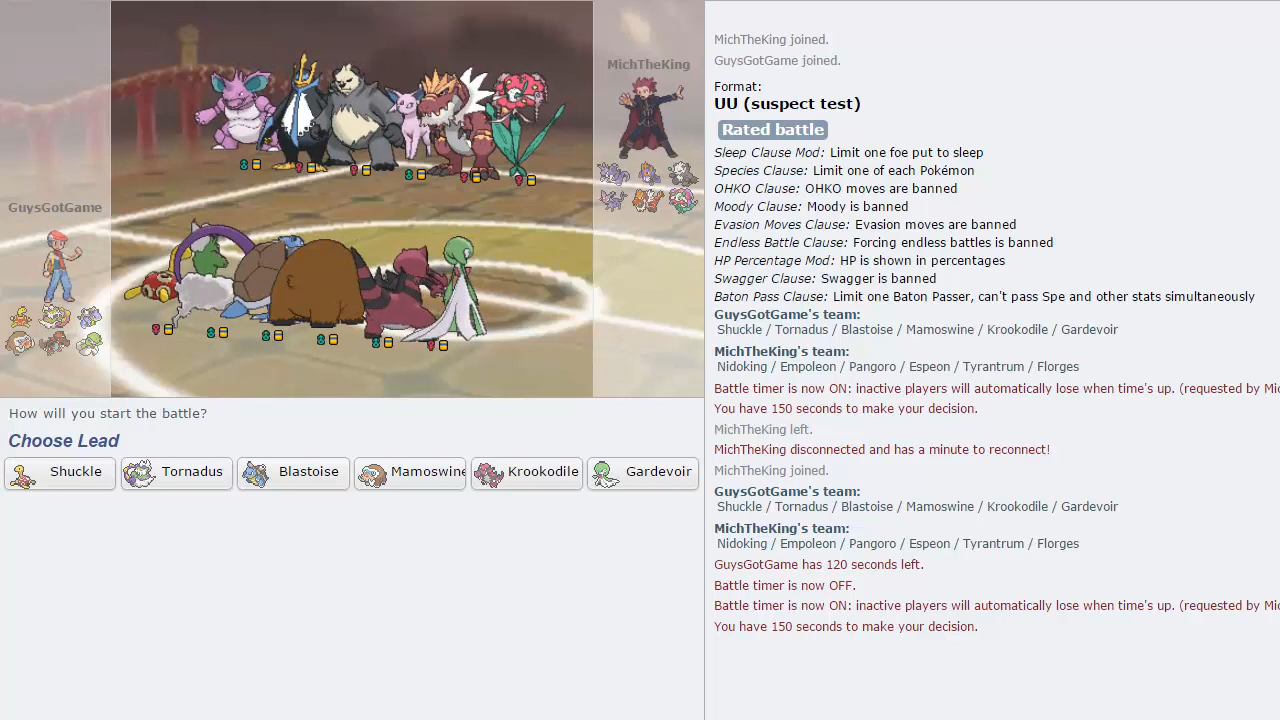 MichTheKing
GuysGotGame
How will you start the battle?
Choose Lead
Shuckle
Tornadus
Blastoise
Mamoswine
Krookodile
Gardevoir
MichTheKing joined.
GuysGotGame joined.
Format:
UU (suspect test)
Rated battle
Sleep Clause Mod: Limit one foe put to sleep
Species Clause: Limit one of each Pokémon
OHKO Clause: OHKO moves are banned
Moody Clause: Moody is banned
Evasion Moves Clause: Evasion moves are banned
Endless Battle Clause: Forcing endless battles is banned
HP Percentage Mod: HP is shown in percentages
Swagger Clause: Swagger is banned
Baton Pass Clause: Limit one Baton Passer, can't pass Spe and other stats simultaneously
GuysGotGame's team:
Shuckle / Tornadus / Blastoise / Mamoswine / Krookodile / Gardevoir
MichTheKing's team:
Nidoking / Empoleon / Pangoro / Espeon / Tyrantrum / Florges
Battle timer is now ON: inactive players will automatically lose when time's up. (requested by Mic
You have 150 seconds to make your decision.
MichTheKing left.
MichTheKing disconnected and has a minute to reconnect!
MichTheKing joined.
GuysGotGame's team:
Shuckle / Tornadus / Blastoise / Mamoswine / Krookodile / Gardevoir
MichTheKing's team:
Nidoking / Empoleon / Pangoro / Espeon / Tyrantrum / Florges
GuysGotGame has 120 seconds left.
Battle timer is now OFF.
Battle timer is now ON: inactive players will automatically lose when time's up. (requested by Mic
You have 150 seconds to make your decision.